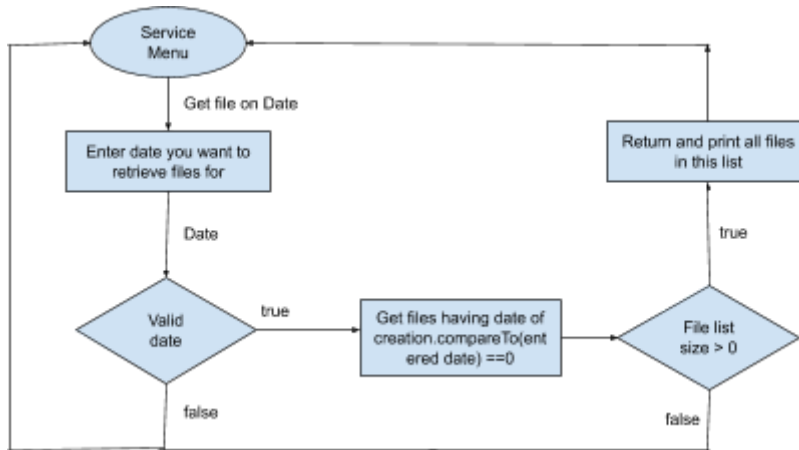 Service
Menu
Get file on Date
Enter date you want to
retrieve files for
Return and print all files
in this list
Date
true
Valid
date
true
Get files having date of
creation.compareTo(ent
ered date) ==0
File list
size > 0
false
false